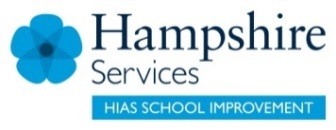 Hampshire
Services
HIAS SCHOOL IMPROVEMENT